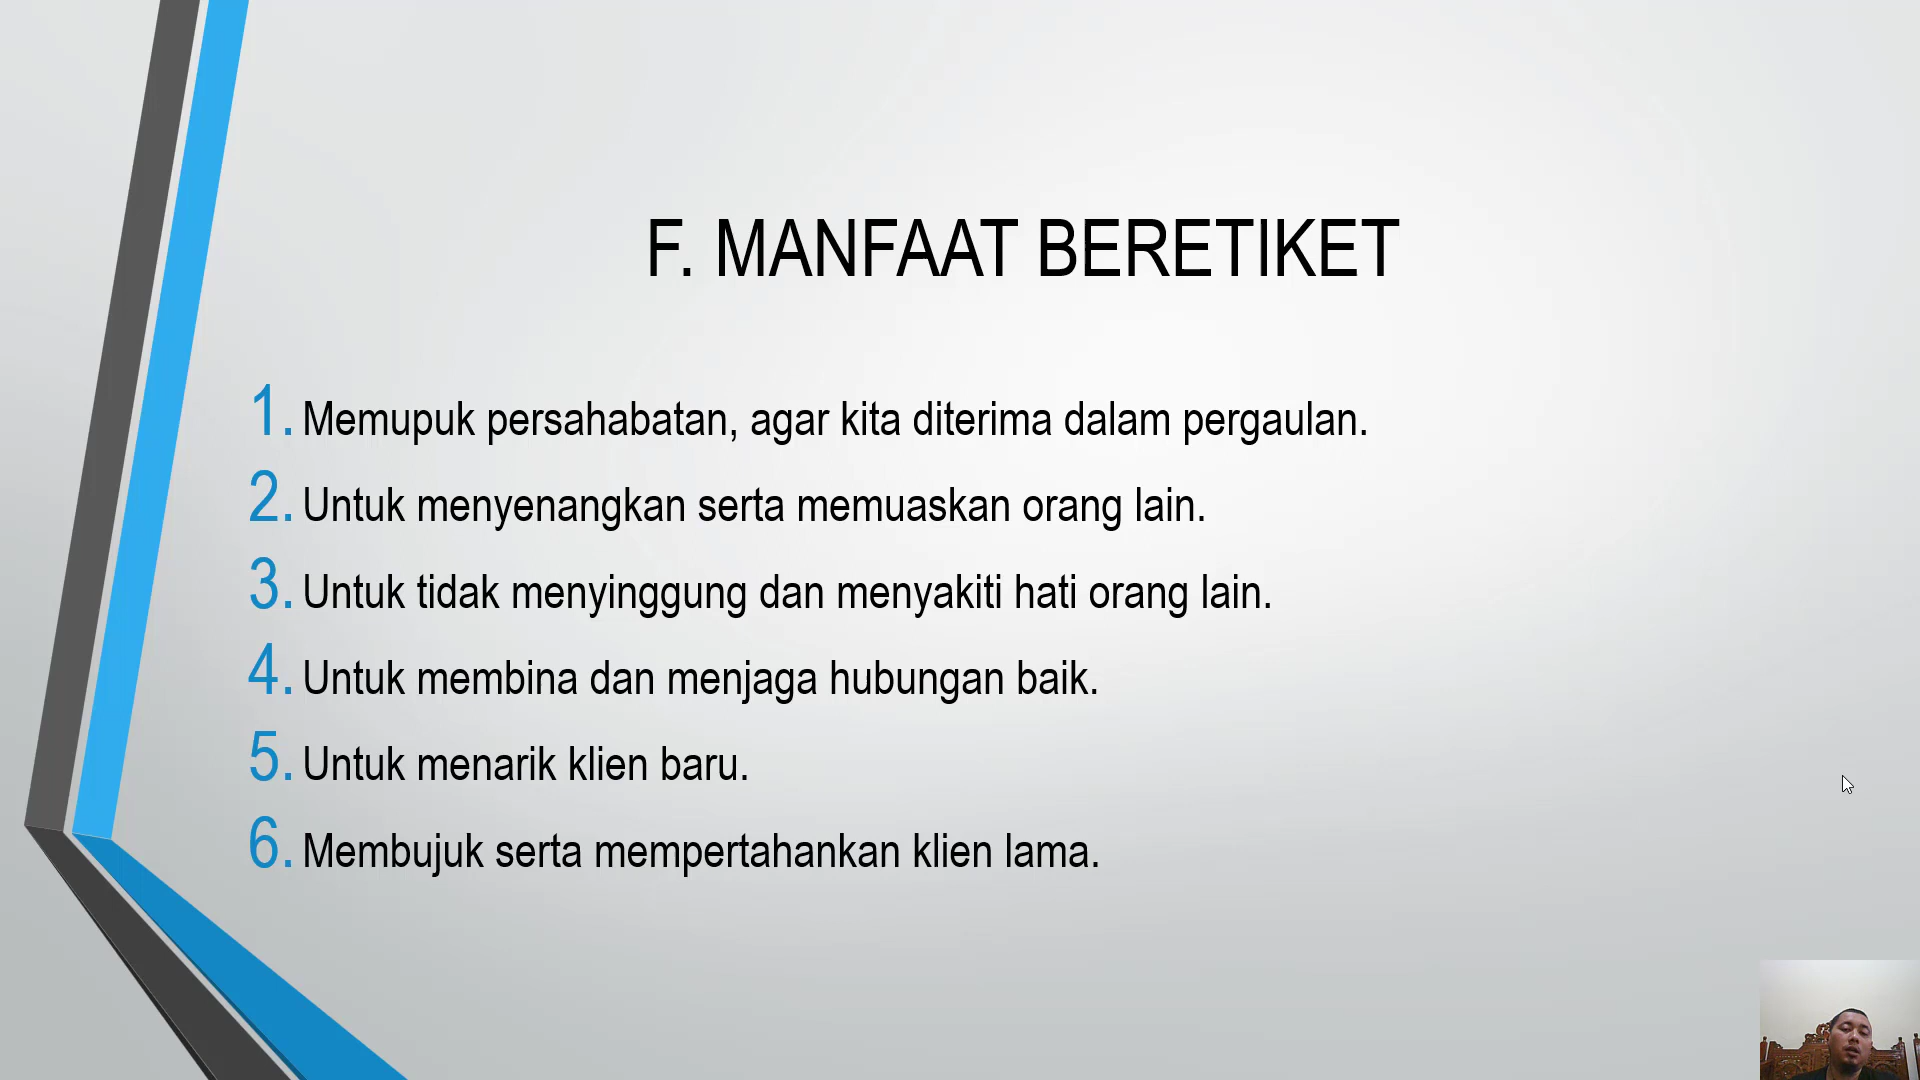 F. MANFAAT BERETIKET
1. Memupuk persahabatan, agar kita diterima dalam pergaulan.
2. Untuk menyenangkan serta memuaskan orang lain.
3. Untuk tidak menyinggung dan menyakiti hati orang lain.
4. Untuk membina dan menjaga hubungan baik.
5. Untuk menarik klien baru.
6. Membujuk serta mempertahankan klien lama.